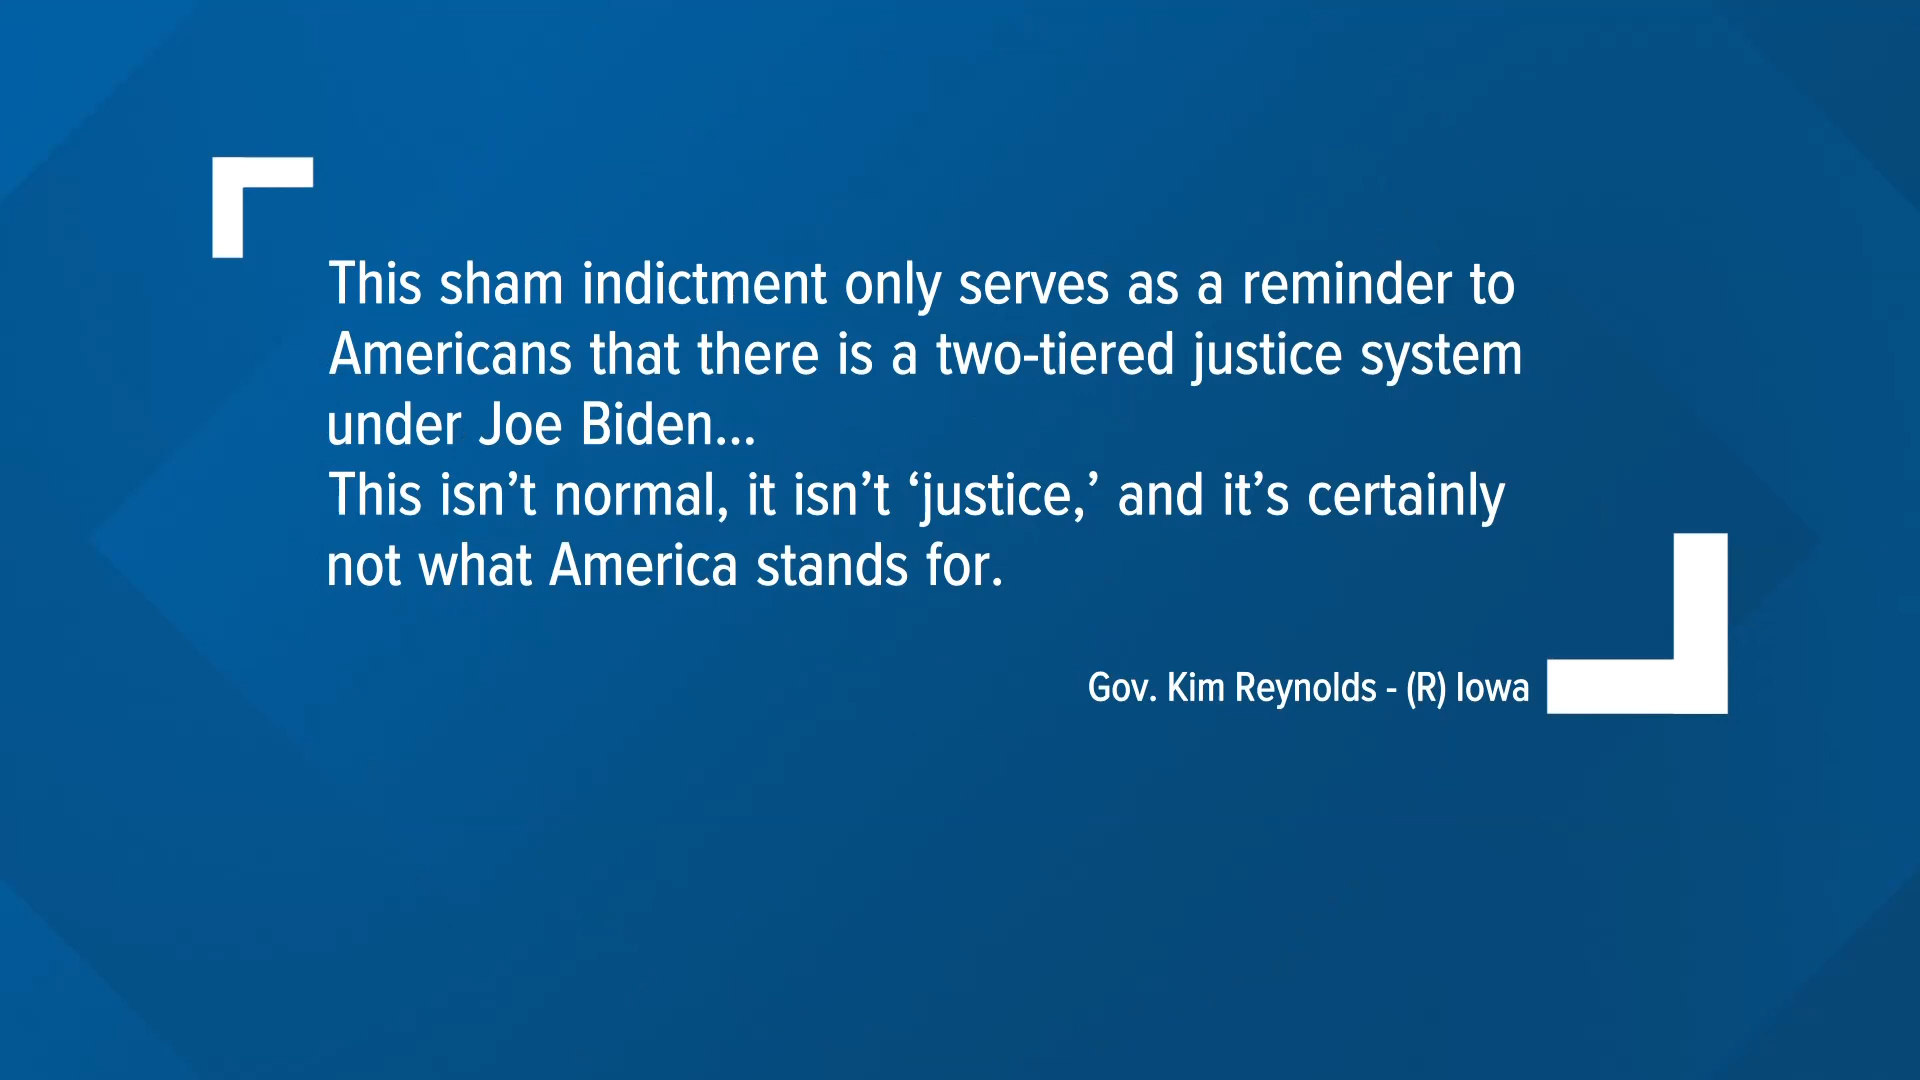 This sham indictment only serves as a reminder to
Americans that there is a two-tiered justice system
under Joe Biden...
This isn’t normal, it isn’t ‘justice,’ and it’s certainly
not what America stands for.
Gov. Kim Reynolds - (R) Iowa